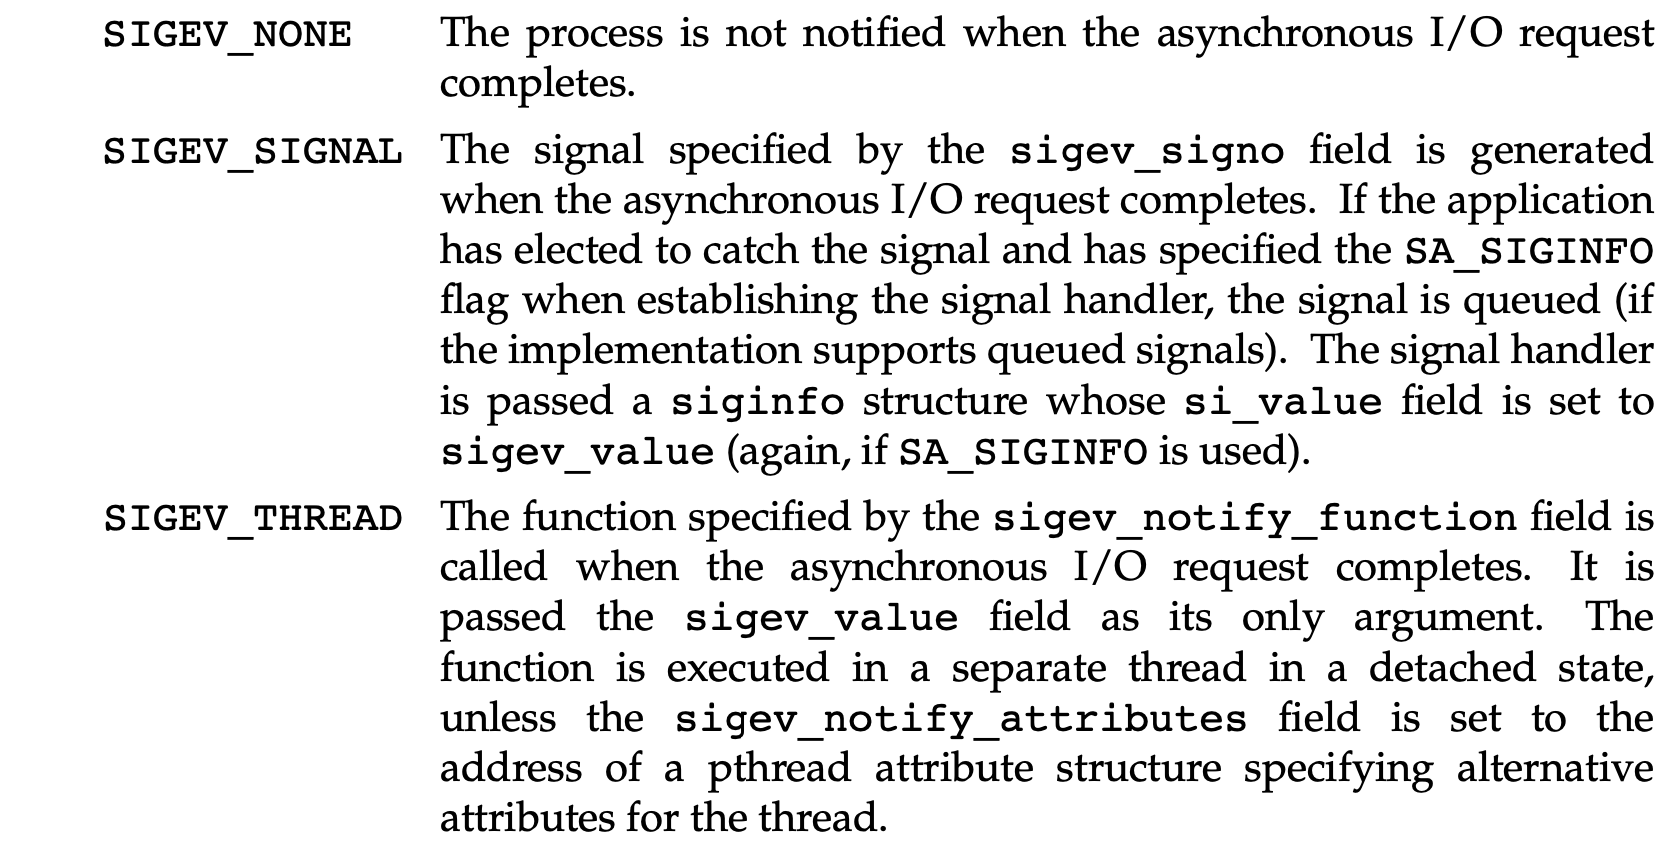 SIGEV_NONE The process is not notified when the asynchronous I/O request
completes.
SIGEV_SIGNAL The signal specified by the sigev_signo field is generated
when the asynchronous I/O request completes. If the application
has elected to catch the signal and has specified the SA_SIGINFO
flag when establishing the signal handler, the signal is queued (if
the implementation supports queued signals). The signal handler
is passed a siginfo structure whose si_value field is set to
sigev_value (again, if SA_SIGINFO is used).
SIGEV_THREAD The function specified by the sigev_notify_function field is
called when the asynchronous I/O request completes. It is
passed the sigev_value field as its only argument. The
function is executed in a separate thread in a detached state,
unless the sigev_notify_attributes field is set to the
address of a pthread attribute structure specifying alternative
attributes for the thread.